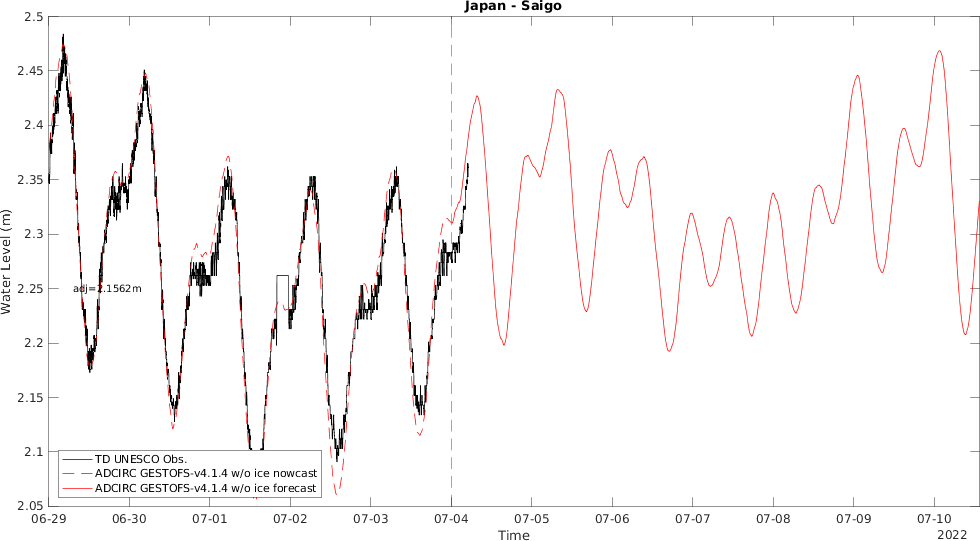 Japan - Saigo
2.5
2.45
2.4
2.35
2.3
2.25
2.2
2.15
2.1
2.05
Water Level (m)
adj=2.1562m
TD UNESCO Obs.
ADCIRC GESTOFS-v4.1.4 w/o ice nowcast
ADCIRC GESTOFS-v4.1.4 w/o ice forecast
06-29 06-30 07-01 07-02 07-03 07-04 07-05 07-06 07-07 07-08 07-09 07-10
Time
2022